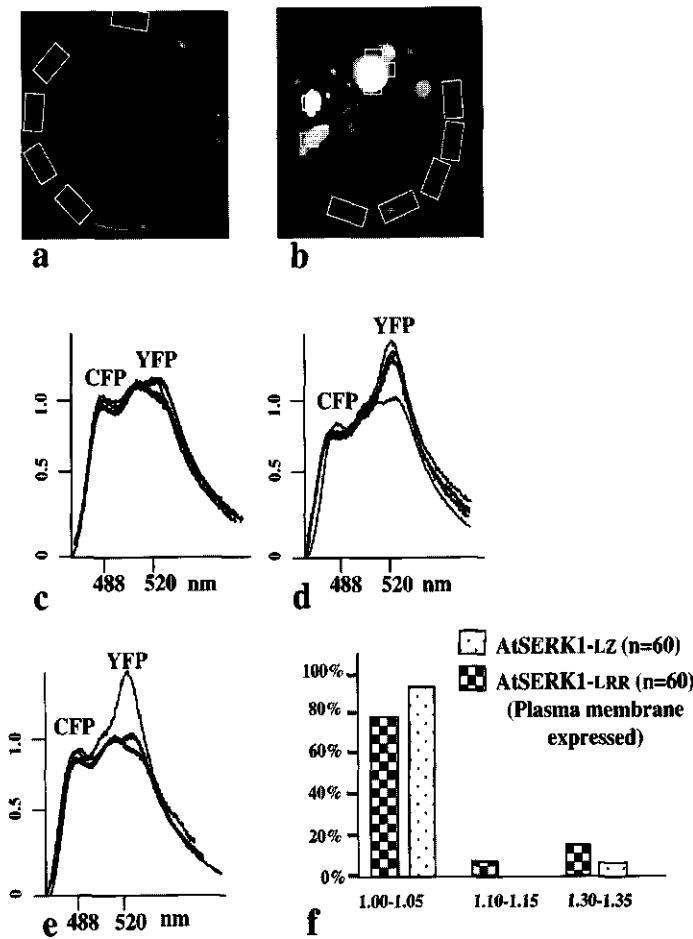 a
b
YFP
CFP
1.0
0.5
0
488 520 nm
c
YFP
CFP
1.0
0.5
0
488 520 nm
d
YFP
CFP
1.0
0.5
0
488 520 nm
e
AtSERK1-LZ (n=60)
AtSERK1-LRR (n=60)
(Plasma membrane
expressed)
100%
80%
60%
40%
20%
0%
1.00-1.05 1.10-1.15 1.30-1.35
f